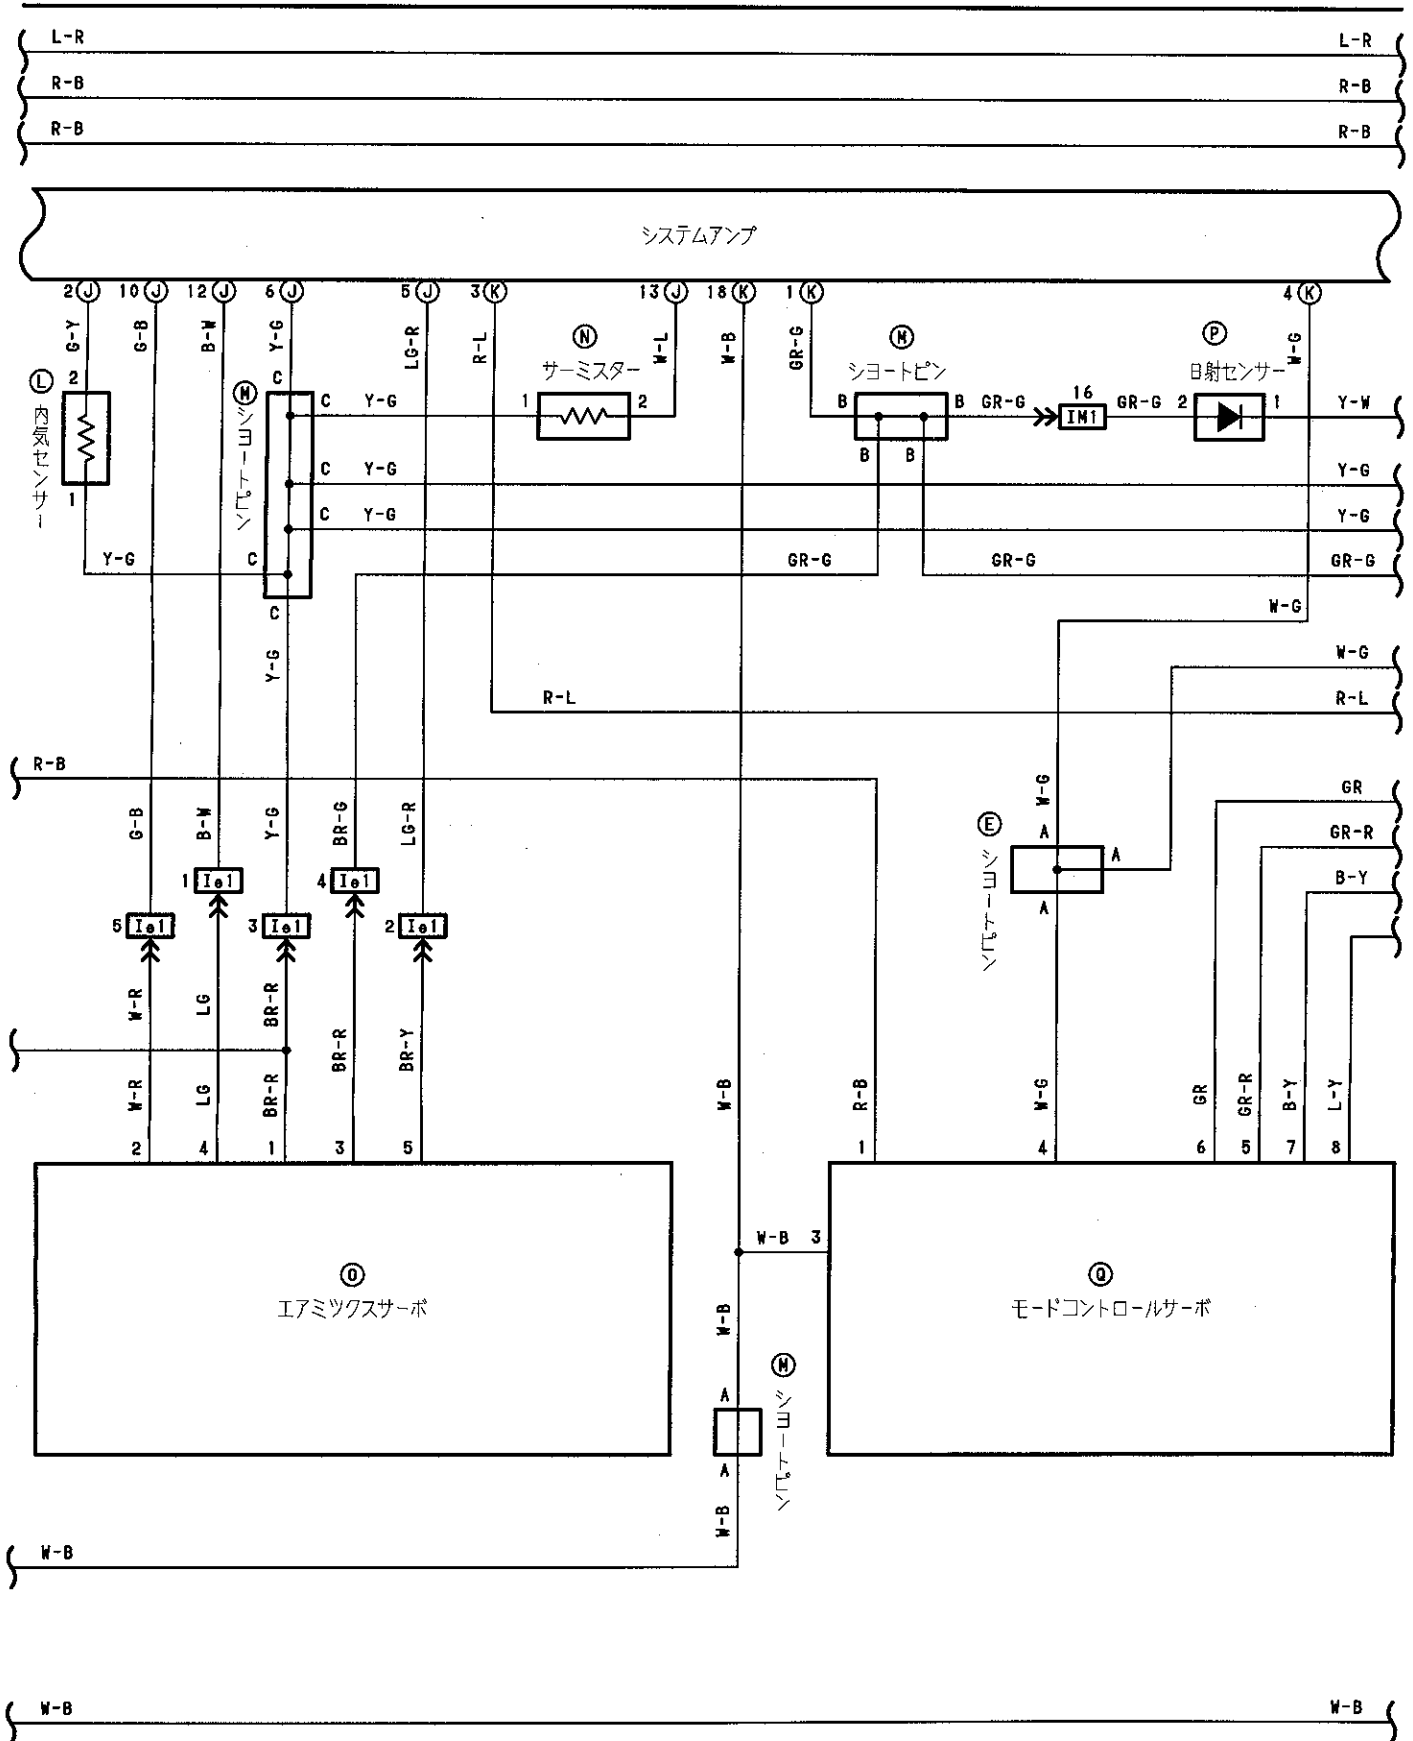 L-R L-R
R-B R-B
R-B R-B
システムアンプ
2 J 10 J 12 J 6 J 5 J 3 K 13 J 18 K 1 K 4 K
G-Y
G-B
B-W
Y-G
LG-R
R-L
W-L
W-B
GR-G
W-G
L
内気センサー
2
1
M
シヨートピン
C
C Y-G
C Y-G
C Y-G
Y-G C
C
N
サーミスター
1 2
M
シヨートピン
B B
B B
GR-G
16
IM1
GR-G
P
日射センサー
2 1
Y-W
Y-G
Y-G
GR-G GR-G GR-G
W-G
W-G
Y-G
R-L R-L
R-B
G-B
B-W
Y-G
BR-G
LG-R
W-G
GR
GR-R
B-Y
E
シヨートピン
A
A
A
1 Ie1
4 Ie1
5 Ie1
3 Ie1
2 Ie1
W-R
LG
BR-R
BR-R
BR-Y
W-R
LG
BR-R
W-B
R-B
W-G
GR
GR-R
B-Y
L-Y
2 4 1 3 5
1 4 6 5 7 8
W-B 3
O
エアミツクスサーボ
Q
モードコントロールサーボ
W-B
M
シヨートピン
A
A
W-B
W-B
W-B W-B